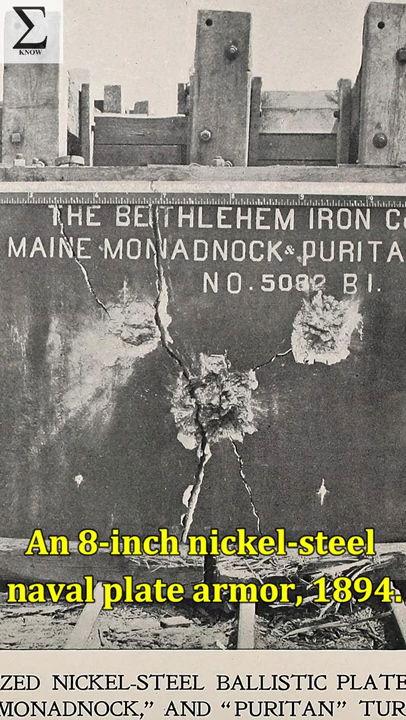 Σ
KNOW
THE BETHLEHEM IRON Co
MAINE MONADNOCK & PURITA
NO. 5082 B1.
An 8-inch nickel-steel
naval plate armor, 1894.
ZED NICKEL-STEEL BALLISTIC PLATE
MONADNOCK," AND "PURITAN" TUR